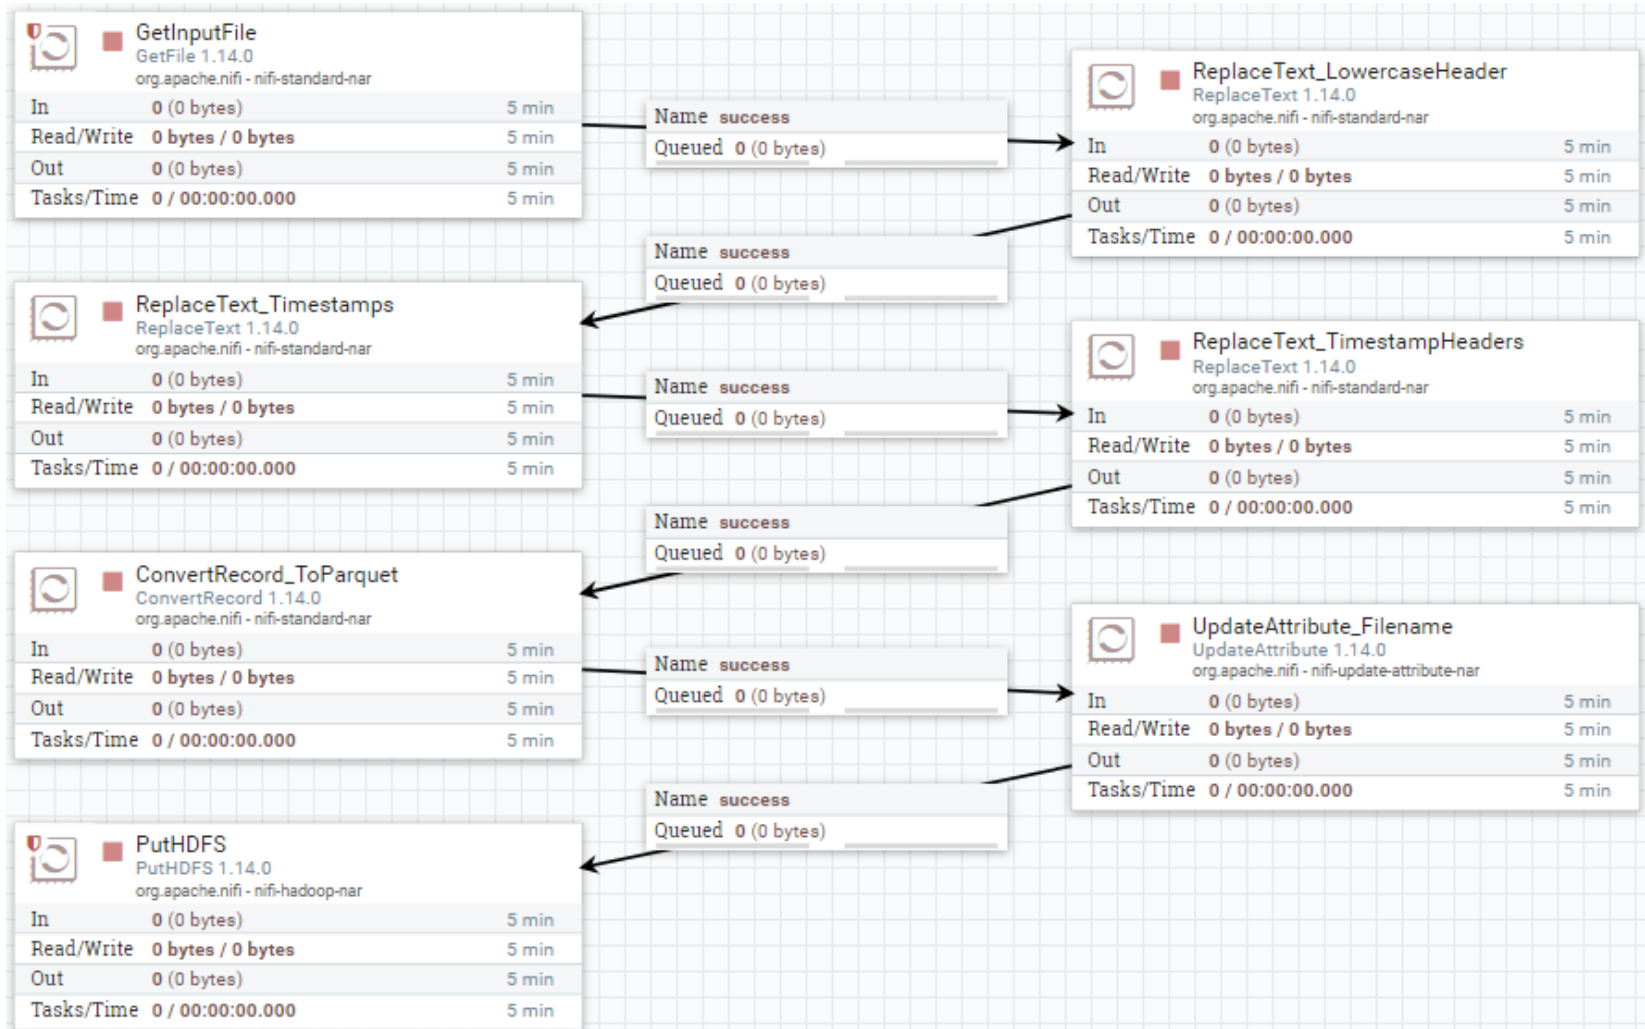 GetInputFile
GetFile 1.14.0
org.apache.nifi - nifi-standard-nar
In 0 (0 bytes) 5 min
Read/Write 0 bytes / 0 bytes 5 min
Out 0 (0 bytes) 5 min
Tasks/Time 0 / 00:00:00.000 5 min
Name success
Queued 0 (0 bytes)
ReplaceText_LowercaseHeader
ReplaceText 1.14.0
org.apache.nifi - nifi-standard-nar
In 0 (0 bytes) 5 min
Read/Write 0 bytes / 0 bytes 5 min
Out 0 (0 bytes) 5 min
Tasks/Time 0 / 00:00:00.000 5 min
Name success
Queued 0 (0 bytes)
ReplaceText_Timestamps
ReplaceText 1.14.0
org.apache.nifi - nifi-standard-nar
In 0 (0 bytes) 5 min
Read/Write 0 bytes / 0 bytes 5 min
Out 0 (0 bytes) 5 min
Tasks/Time 0 / 00:00:00.000 5 min
Name success
Queued 0 (0 bytes)
ReplaceText_TimestampHeaders
ReplaceText 1.14.0
org.apache.nifi - nifi-standard-nar
In 0 (0 bytes) 5 min
Read/Write 0 bytes / 0 bytes 5 min
Out 0 (0 bytes) 5 min
Tasks/Time 0 / 00:00:00.000 5 min
Name success
Queued 0 (0 bytes)
ConvertRecord_ToParquet
ConvertRecord 1.14.0
org.apache.nifi - nifi-standard-nar
In 0 (0 bytes) 5 min
Read/Write 0 bytes / 0 bytes 5 min
Out 0 (0 bytes) 5 min
Tasks/Time 0 / 00:00:00.000 5 min
Name success
Queued 0 (0 bytes)
UpdateAttribute_Filename
UpdateAttribute 1.14.0
org.apache.nifi - nifi-update-attribute-nar
In 0 (0 bytes) 5 min
Read/Write 0 bytes / 0 bytes 5 min
Out 0 (0 bytes) 5 min
Tasks/Time 0 / 00:00:00.000 5 min
Name success
Queued 0 (0 bytes)
PutHDFS
PutHDFS 1.14.0
org.apache.nifi - nifi-hadoop-nar
In 0 (0 bytes) 5 min
Read/Write 0 bytes / 0 bytes 5 min
Out 0 (0 bytes) 5 min
Tasks/Time 0 / 00:00:00.000 5 min